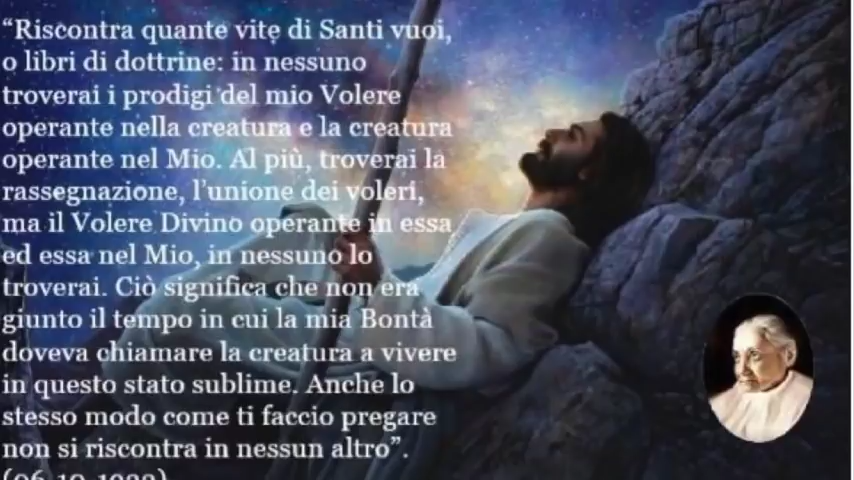 “Riscontra quante vite di Santi vuoi,
o libri di dottrine: in nessuno
troverai i prodigi del mio Volere
operante nella creatura e la creatura
operante nel Mio. Al più, troverai la
rassegnazione, l’unione dei voleri,
ma il Volere Divino operante in essa
ed essa nel Mio, in nessuno lo
troverai. Ciò significa che non era
giunto il tempo in cui la mia Bontà
doveva chiamare la creatura a vivere
in questo stato sublime. Anche lo
stesso modo come ti faccio pregare
non si riscontra in nessun altro”.